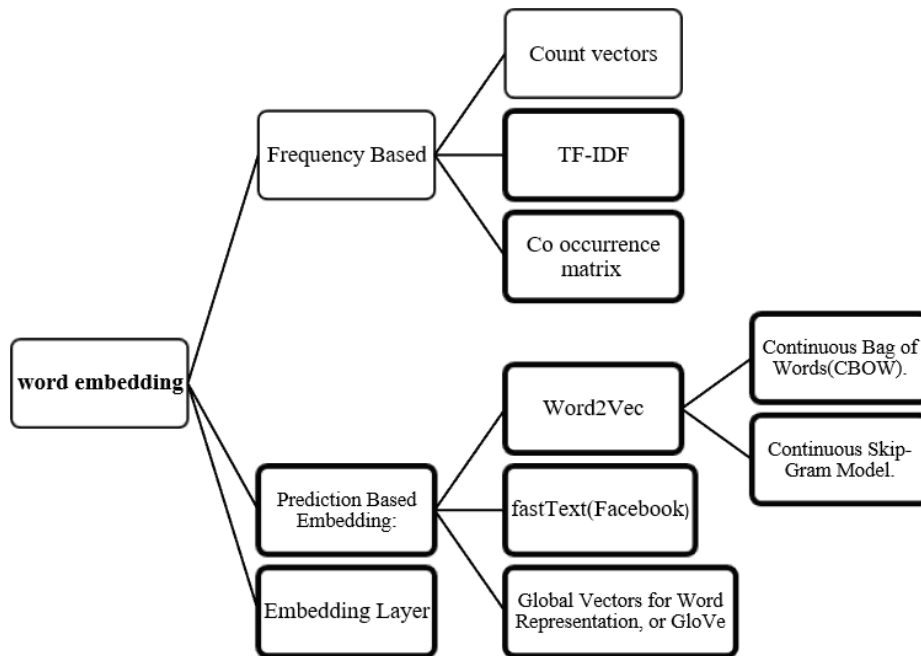 Count vectors
Frequency Based
TF-IDF
Co occurrence
matrix
word embedding
Continuous Bag of
Words(CBOW).
Word2Vec
Continuous Skip-
Gram Model.
Prediction Based
Embedding:
fastText(Facebook)
Embedding Layer
Global Vectors for Word
Representation, or GloVe